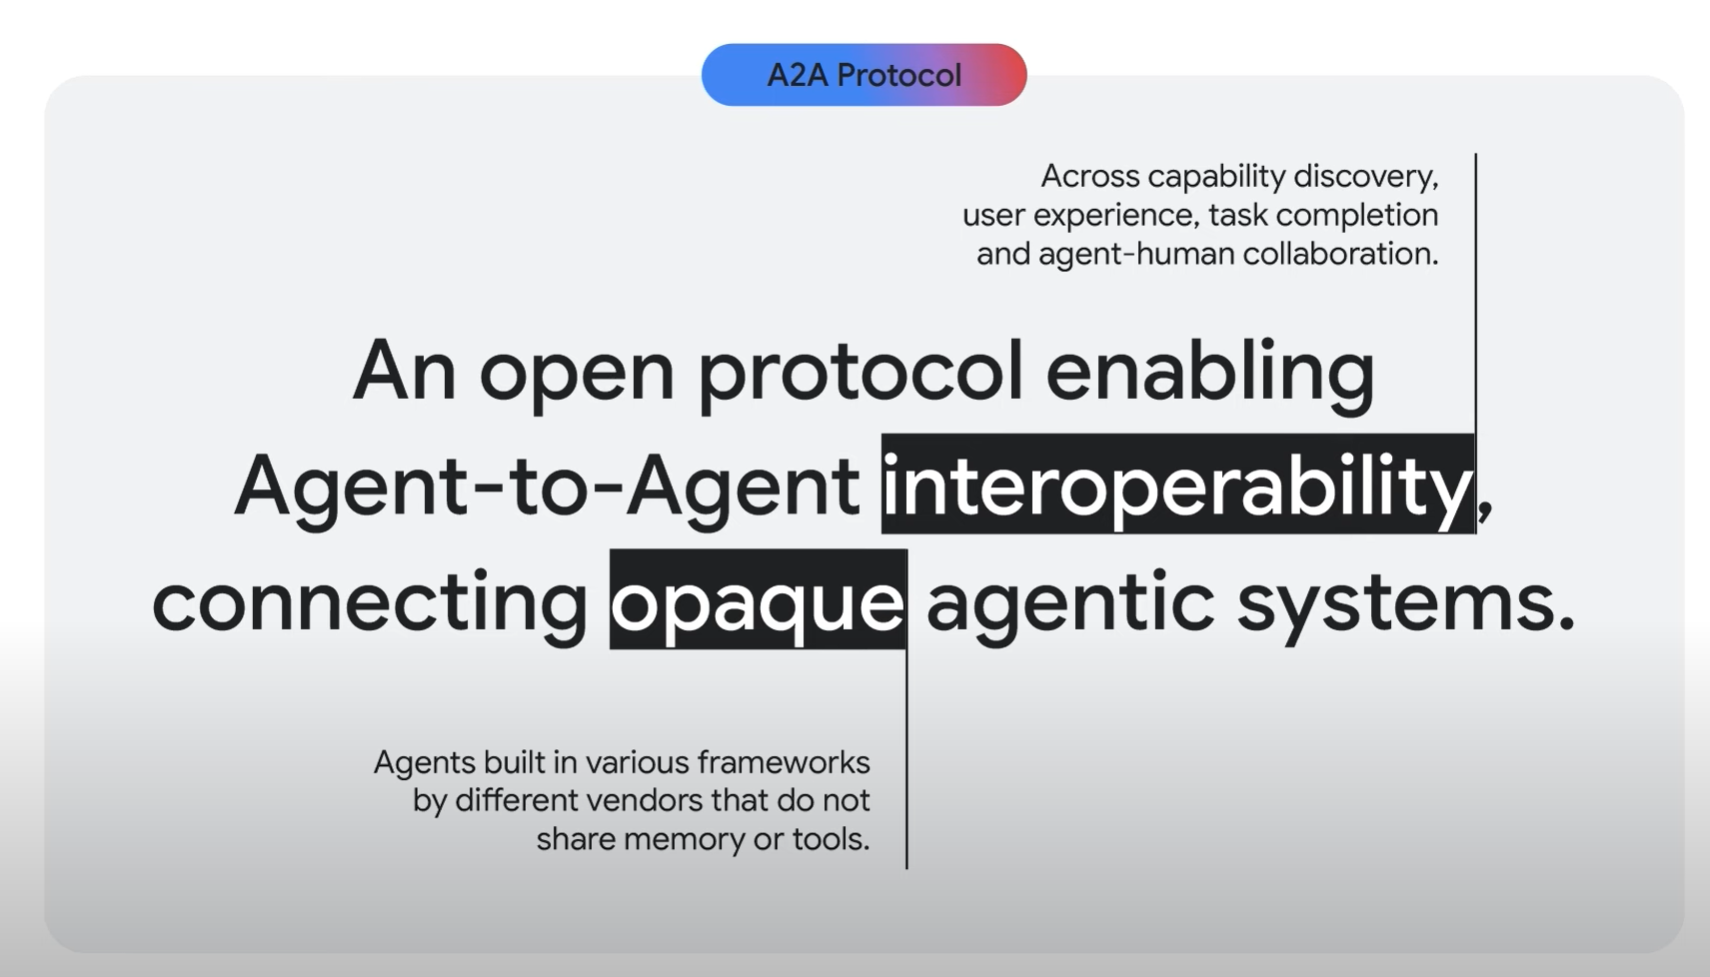 A2A Protocol
Across capability discovery,
user experience, task completion
and agent-human collaboration.
An open protocol enabling
Agent-to-Agent interoperability,
connecting opaque agentic systems.
Agents built in various frameworks
by different vendors that do not
share memory or tools.